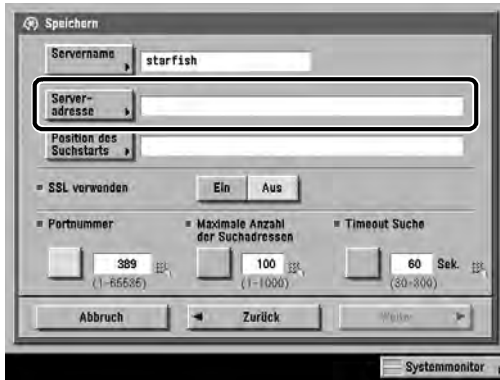 Speichern
Servername
starfish
Server-
adresse
Position des
Suchstarts
SSL verwenden
Ein Aus
Portnummer
389
(1-65535)
Maximale Anzahl
der Suchadressen
100
(1-1000)
Timeout Suche
60 Sek.
(30-300)
Abbruch
Zurück
Weiter
Systemmonitor